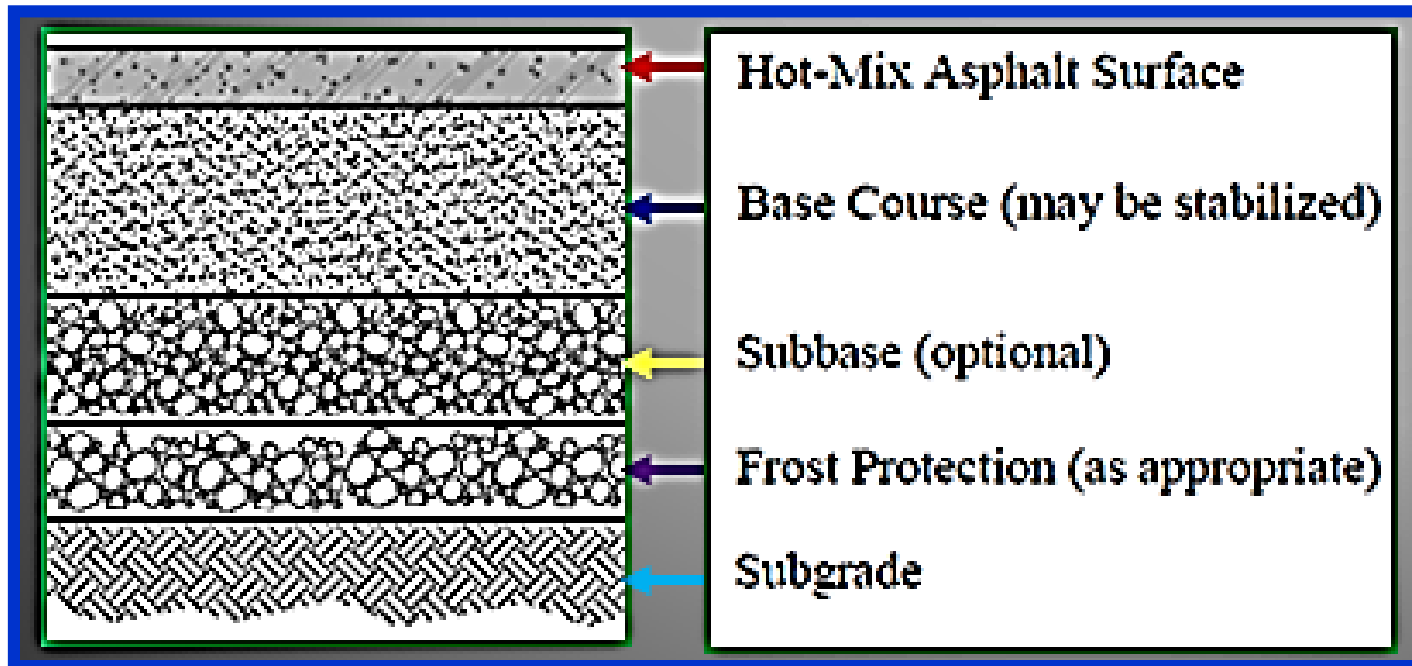 Hot-Mix Asphalt Surface
Base Course (may be stabilized)
Subbase (optional)
Frost Protection (as appropriate)
Subgrade